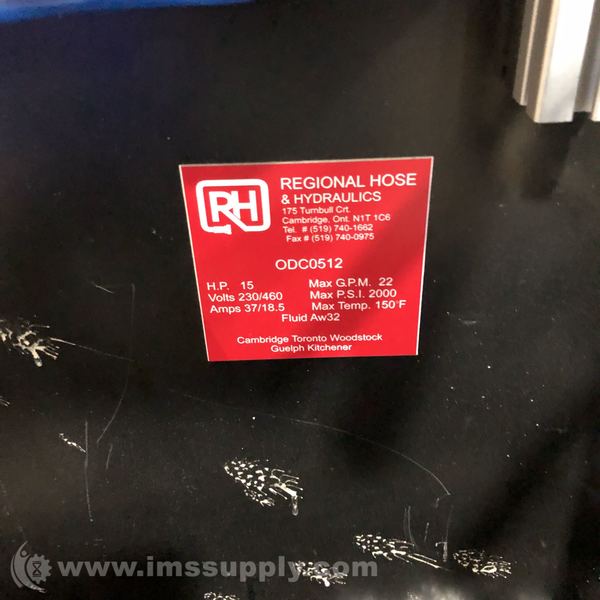 RH
REGIONAL HOSE
& HYDRAULICS
175 Turnbull Crt.
Cambridge, Ont. N1T 1C6
Tel. # (519) 740-1662
Fax # (519) 740-0975
ODC0512
H.P. 15 Max G.P.M. 22
Volts 230/460 Max P.S.I. 2000
Amps 37/18.5 Max Temp. 150°F
Fluid Aw32
Cambridge Toronto Woodstock
Guelph Kitchener
www.imssupply.com